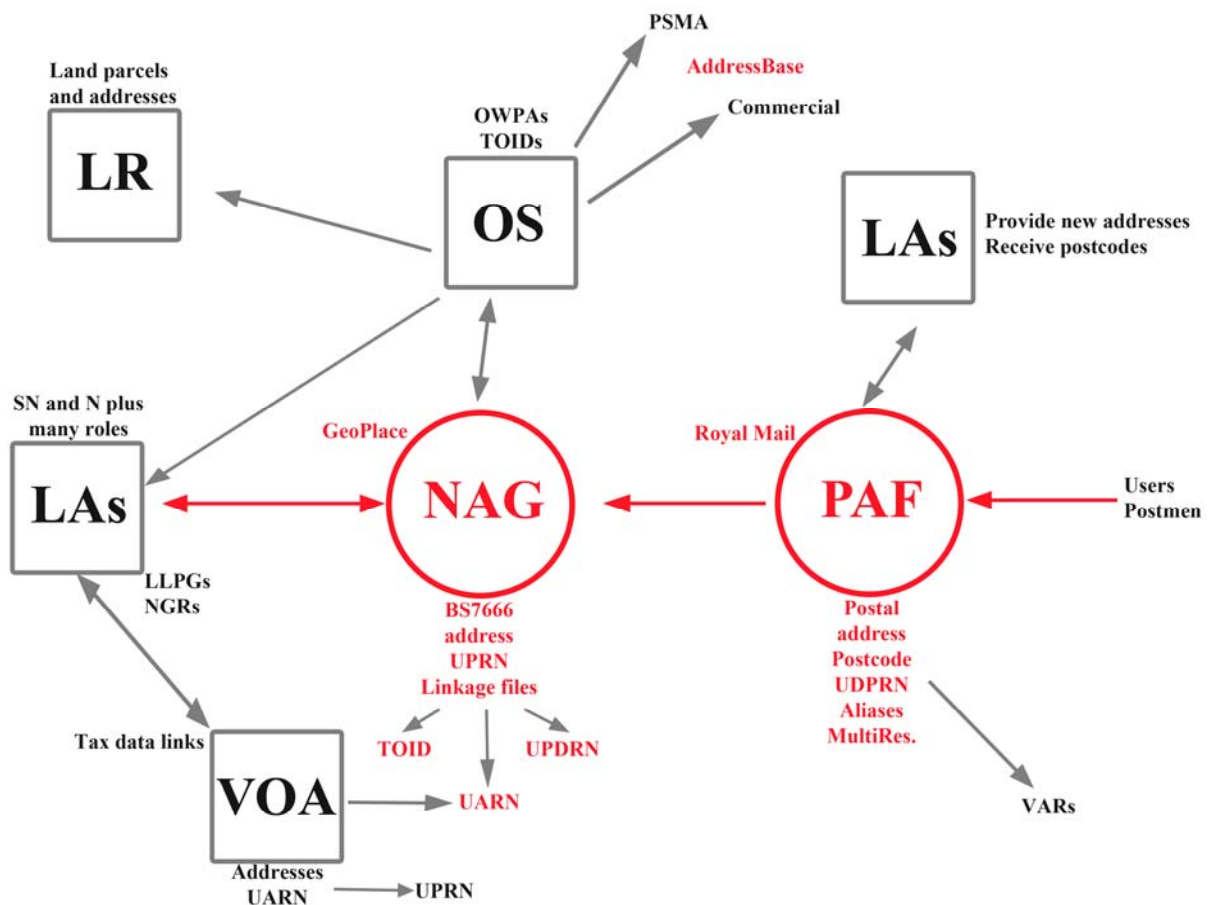 PSMA
AddressBase
Commercial
Land parcels
and addresses
LR
OWPAs
TOIDs
OS
LAs
Provide new addresses
Receive postcodes
SN and N plus
many roles
LAs
LLPGs
NGRs
GeoPlace
NAG
Royal Mail
PAF
Users
Postmen
BS7666
address
UPRN
Linkage files
TOID
UPDRN
UARN
Postal
address
Postcode
UDPRN
Aliases
MultiRes.
VARs
Tax data links
VOA
Addresses
UARN
UPRN